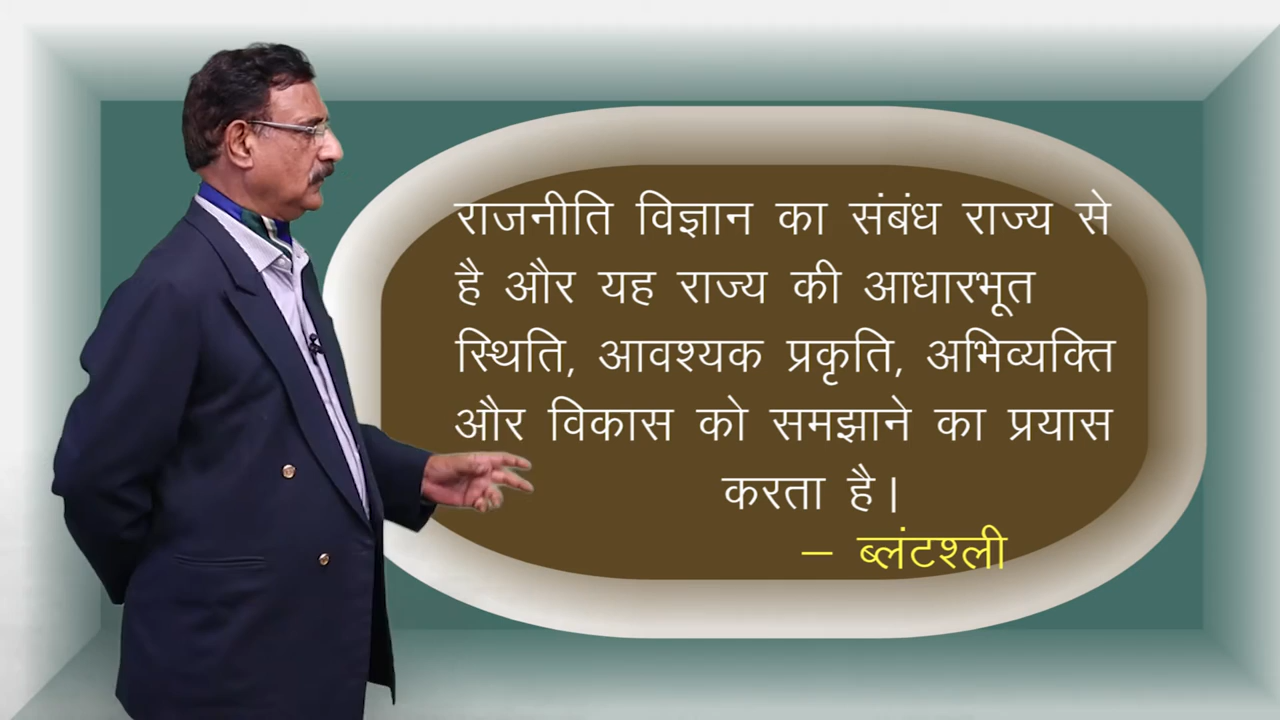 राजनीति विज्ञान का संबंध राज्य से
है और यह राज्य की आधारभूत
स्थिति, आवश्यक प्रकृति, अभिव्यक्ति
और विकास को समझाने का प्रयास
करता है।
– ब्लंटश्ली